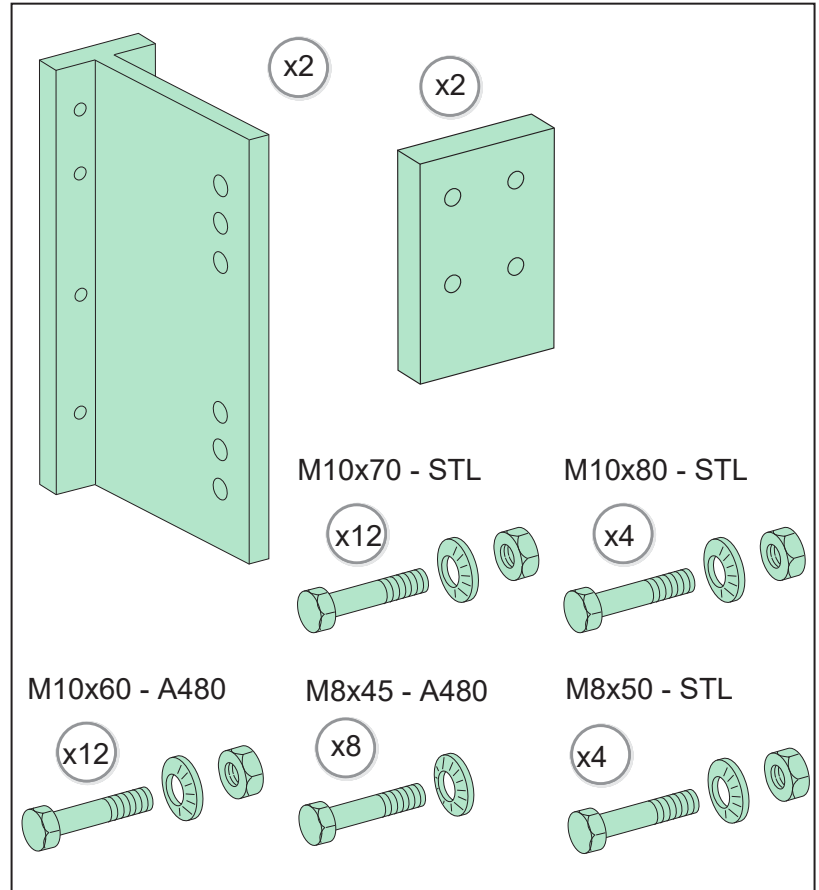 x2
x2
M10x70 - STL
M10x80 - STL
x12
x4
M10x60 - A480
M8x45 - A480
M8x50 - STL
x12
x8
x4